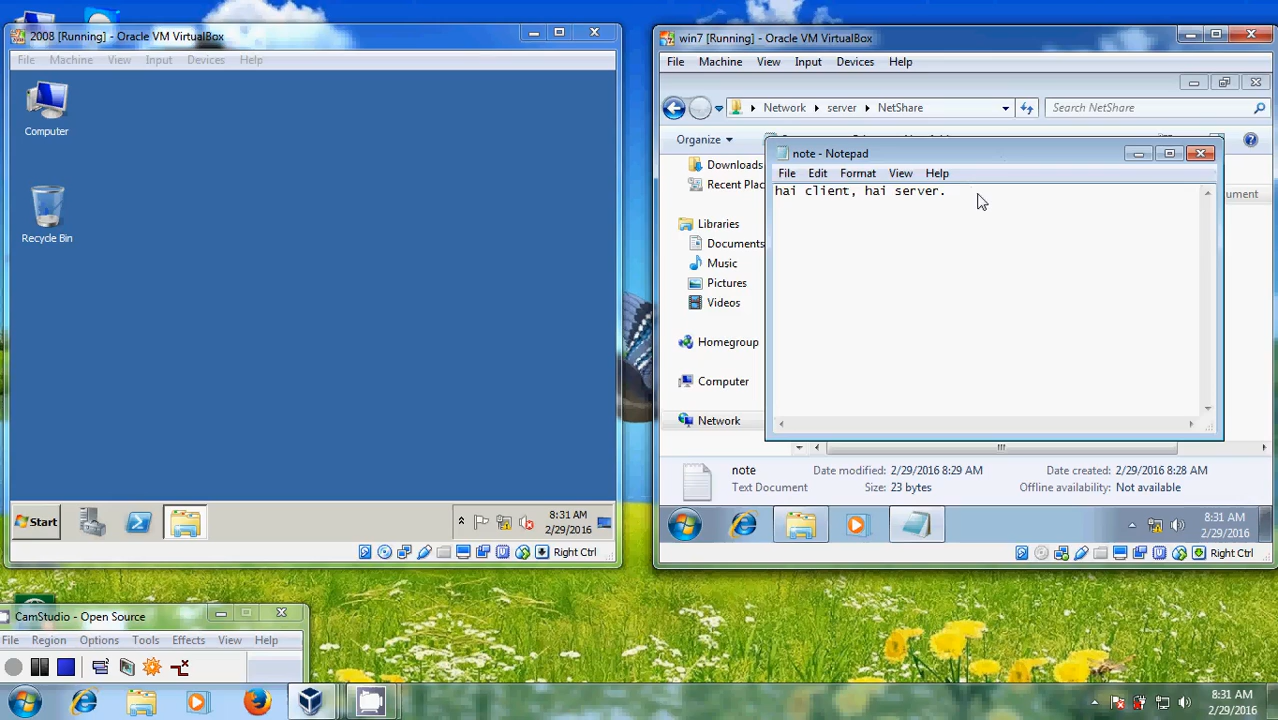 2008 [Running] - Oracle VM VirtualBox
File Machine View Input Devices Help
Computer
Recycle Bin
Start
8:31 AM
2/29/2016
Right Ctrl
win7 [Running] - Oracle VM VirtualBox
File Machine View Input Devices Help
Network server NetShare
Search NetShare
Organize
Downloads
Recent Plac
Libraries
Documents
Music
Pictures
Videos
Homegroup
Computer
Network
ument
note - Notepad
File Edit Format View Help
hai client, hai server.
note Date modified: 2/29/2016 8:29 AM Date created: 2/29/2016 8:28 AM
Text Document Size: 23 bytes Offline availability: Not available
8:31 AM
2/29/2016
Right Ctrl
CamStudio - Open Source
File Region Options Tools Effects View Help
8:31 AM
2/29/2016